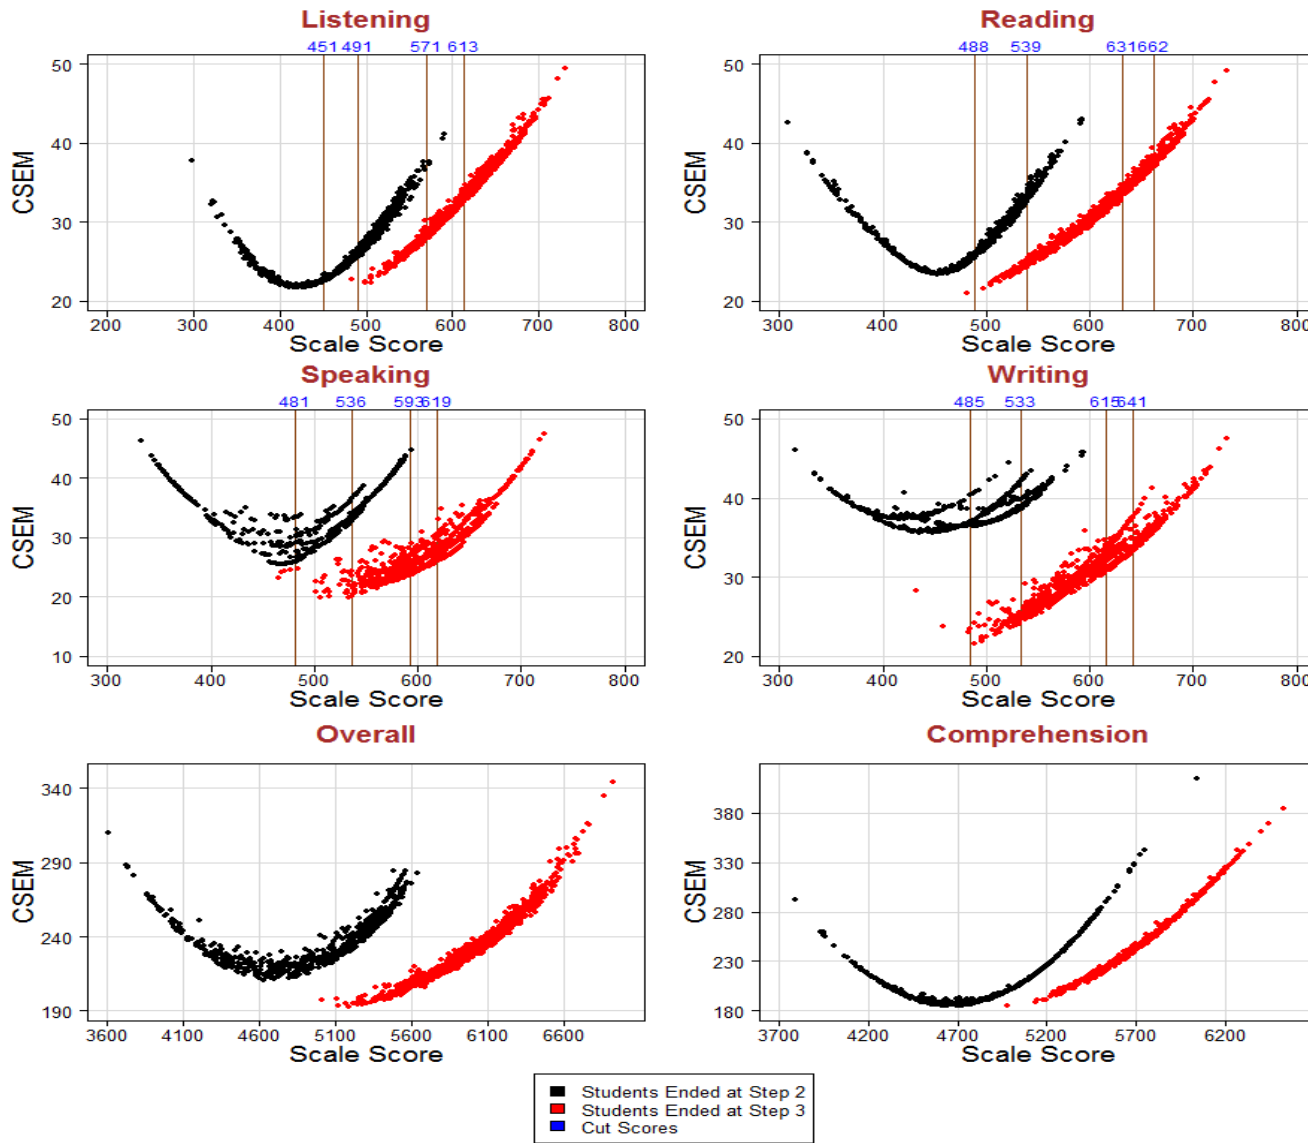 Listening
451 491 571 613
50
40
30
20
CSEM
200 300 400 500 600 700 800
Scale Score
Reading
488 539 631 662
50
40
30
20
CSEM
300 400 500 600 700 800
Scale Score
Speaking
481 536 593 619
50
40
30
20
10
CSEM
300 400 500 600 700 800
Scale Score
Writing
485 533 615 641
50
40
30
20
CSEM
300 400 500 600 700 800
Scale Score
Overall
340
290
240
190
CSEM
3600 4100 4600 5100 5600 6100 6600
Scale Score
Comprehension
380
330
280
230
180
CSEM
3700 4200 4700 5200 5700 6200
Scale Score
Students Ended at Step 2
Students Ended at Step 3
Cut Scores